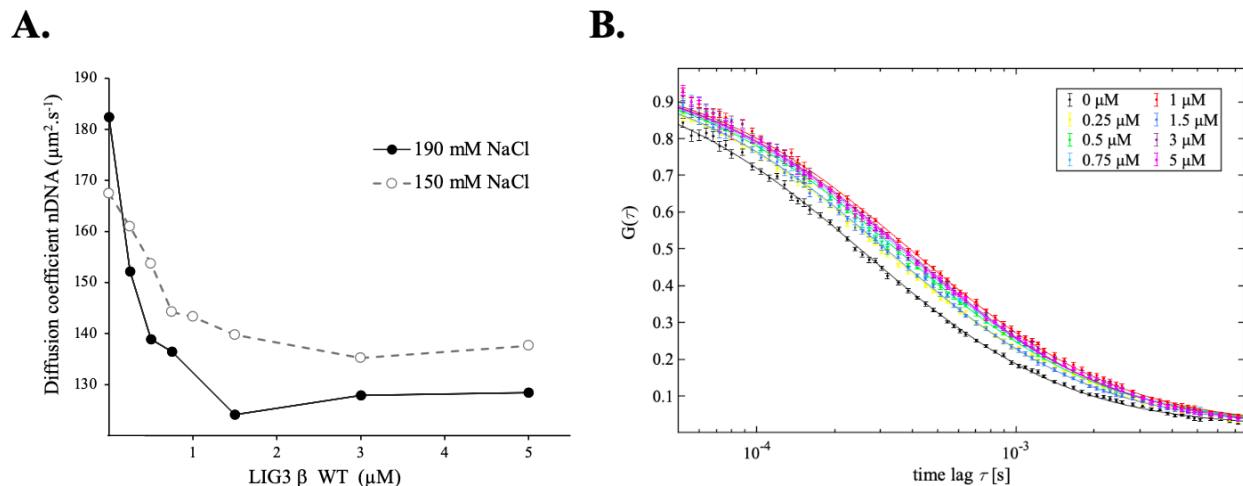 A.
190
180
170
160
150
140
130
Diffusion coefficient nDNA (μm².s⁻¹)
190 mM NaCl
150 mM NaCl
1
2
3
4
5
LIG3 β WT (μM)
B.
0.9
0.8
0.7
0.6
0.5
0.4
0.3
0.2
0.1
G(τ)
0 μM
1 μM
0.25 μM
1.5 μM
0.5 μM
3 μM
0.75 μM
5 μM
10⁻⁴
10⁻³
time lag τ [s]